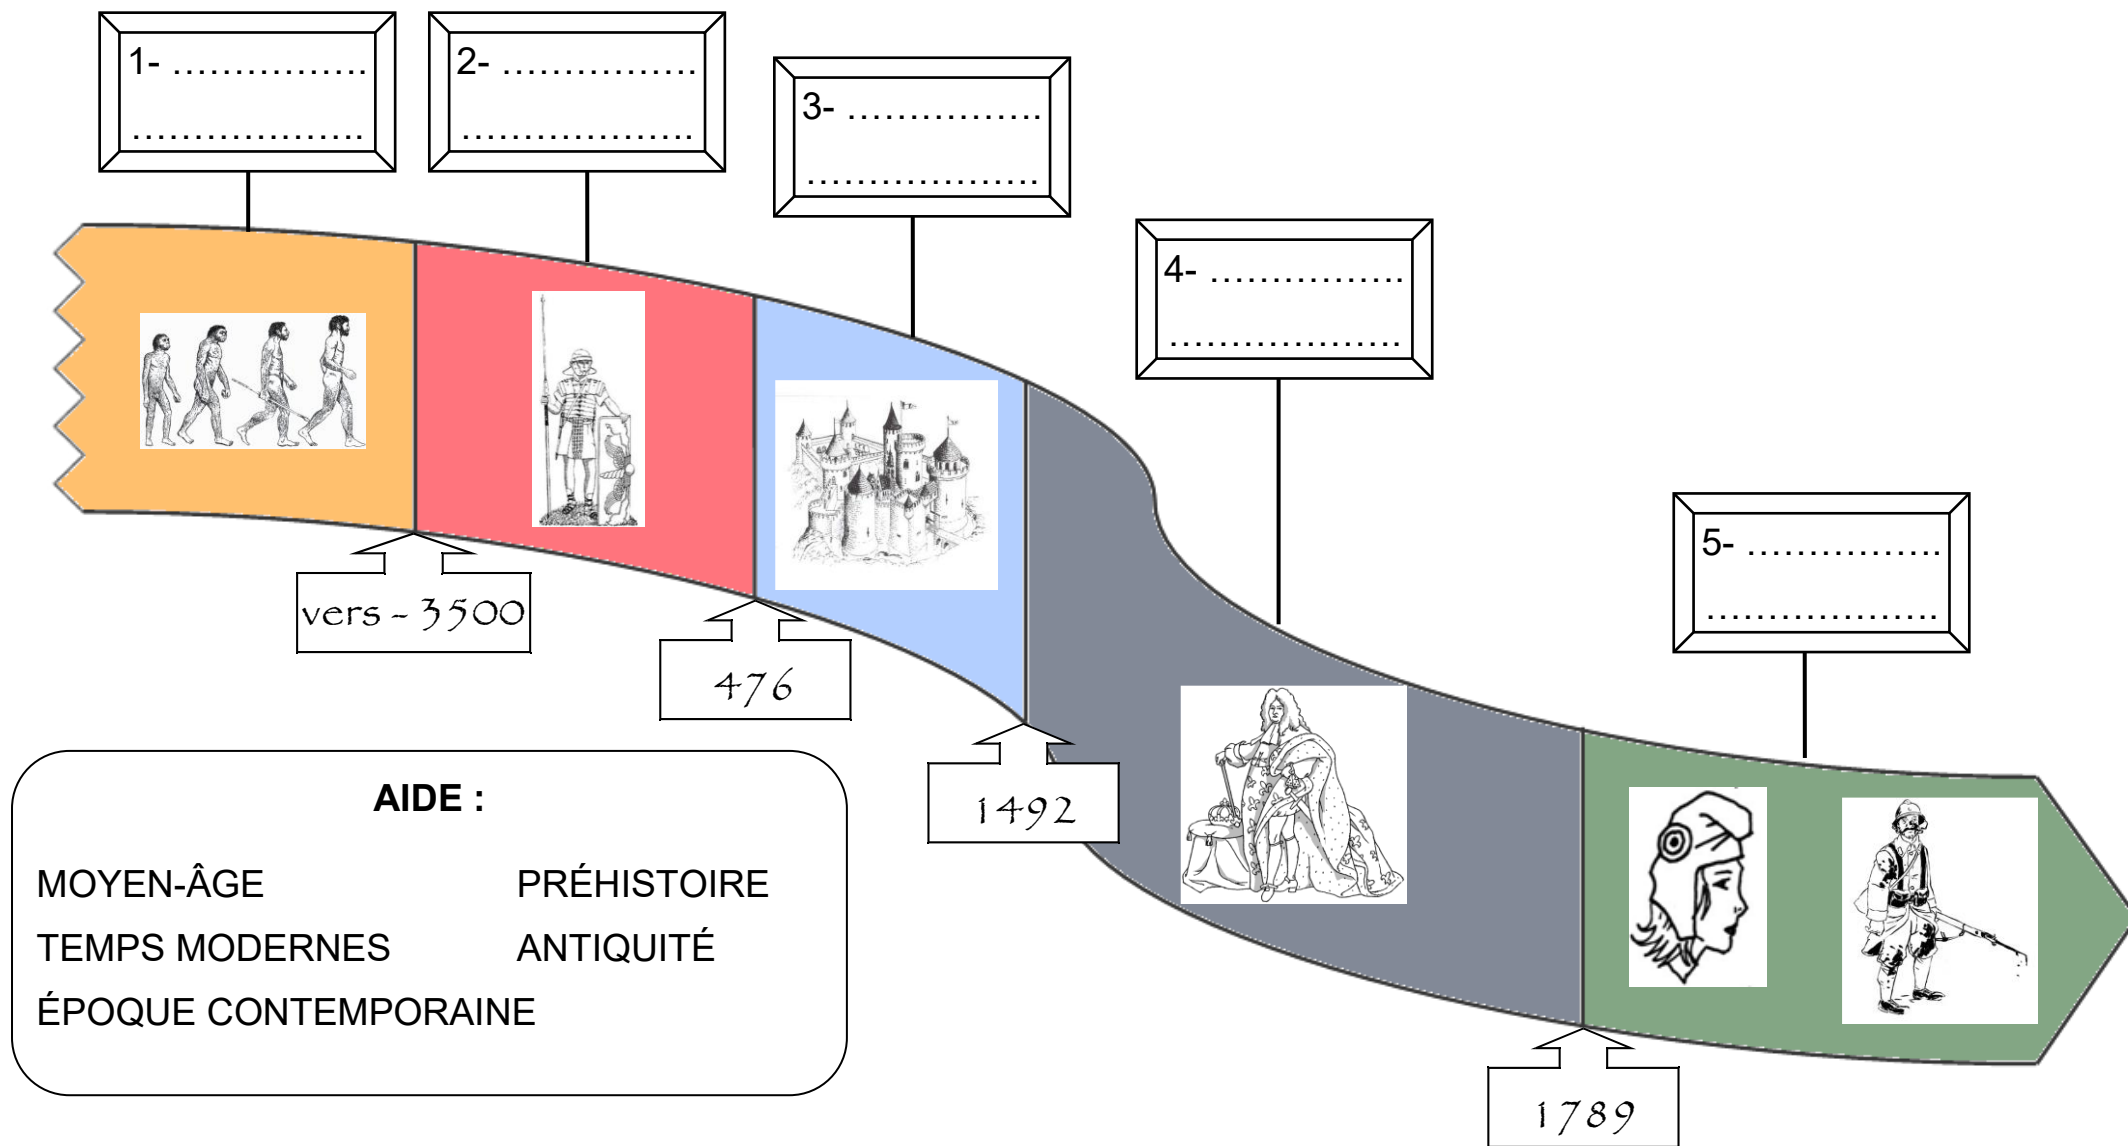 1- ................
...................
2- ................
...................
3- ................
...................
4- ................
...................
5- ................
...................
vers - 3500
476
1492
1789
AIDE :
MOYEN-ÂGE PRÉHISTOIRE
TEMPS MODERNES ANTIQUITÉ
ÉPOQUE CONTEMPORAINE